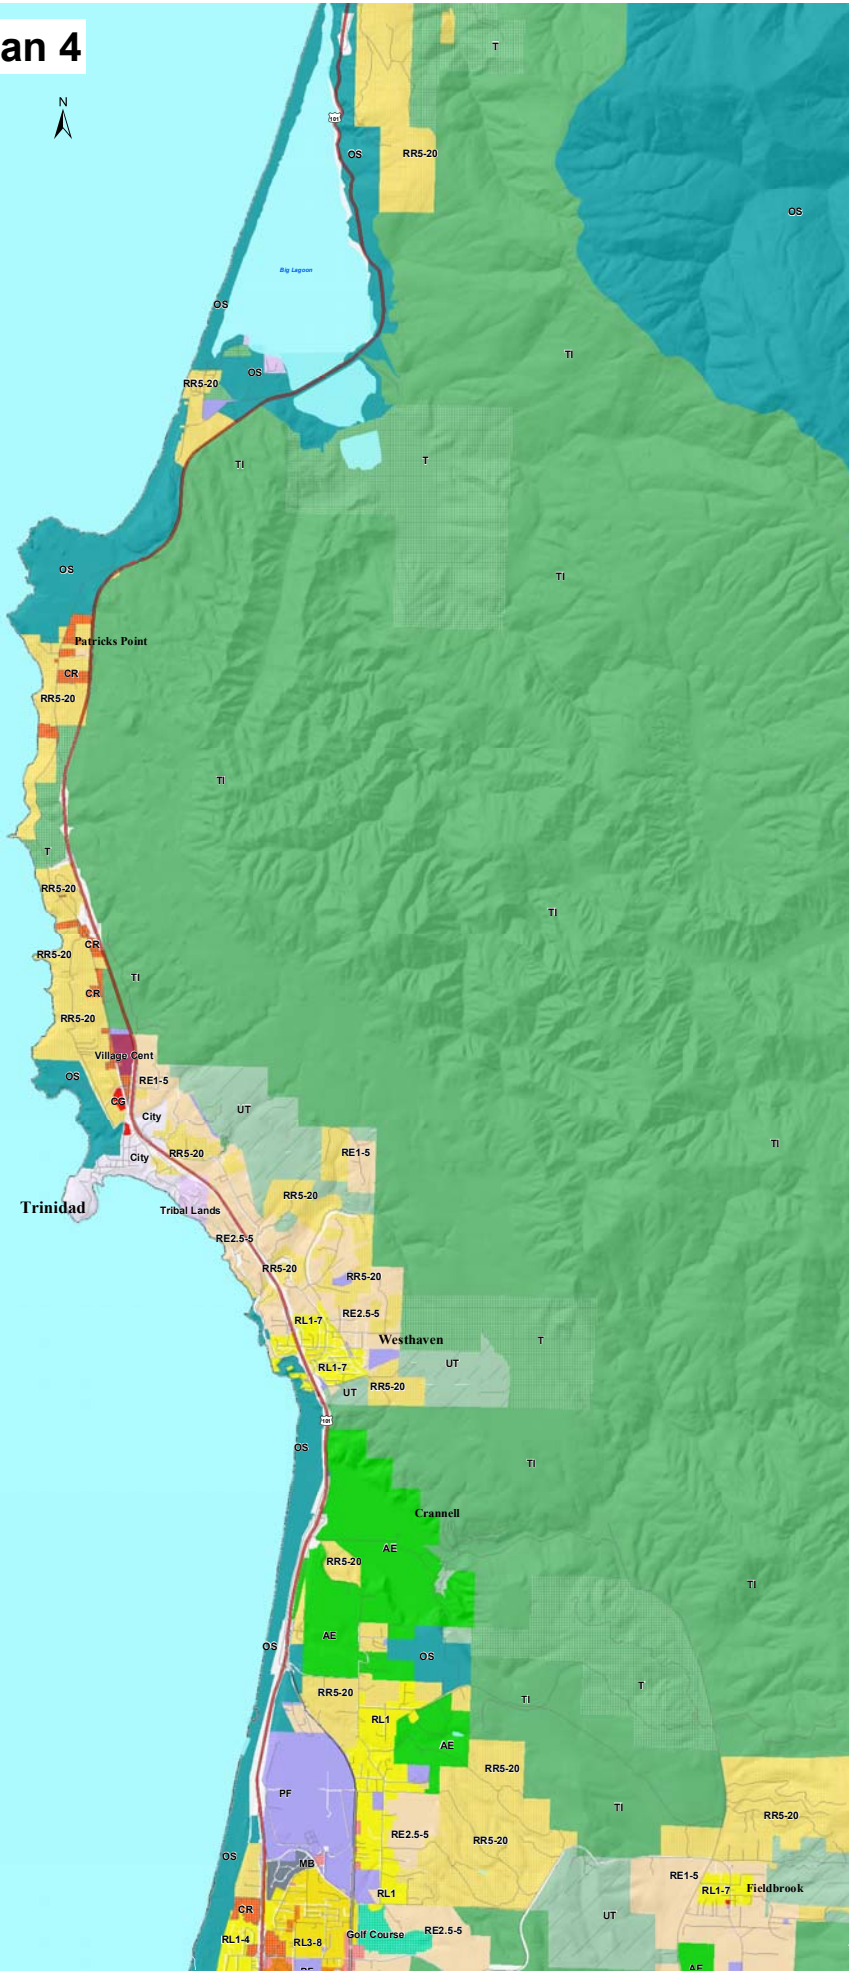 an 4
N
T
101
OS
RR5-20
OS
Big Lagoon
OS
TI
OS
RR5-20
TI
T
OS
TI
Patricks Point
CR
RR5-20
TI
T
RR5-20
TI
CR
RR5-20
TI
CR
RR5-20
Village Cent
OS
RE1-5
CG
UT
City
TI
City
RR5-20
RE1-5
RR5-20
Trinidad
Tribal Lands
RE2.5-5
RR5-20
RR5-20
RE2.5-5
RL1-7
Westhaven
T
RL1-7
UT
UT
RR5-20
101
OS
TI
Crannell
AE
RR5-20
TI
AE
OS
OS
T
RR5-20
TI
RL1
AE
RR5-20
PF
TI
RR5-20
RE2.5-5
RR5-20
OS
MB
RE1-5
RL1-7
Fieldbrook
RL1
CR
UT
RE2.5-5
Golf Course
RL1-4
RL3-8
AE